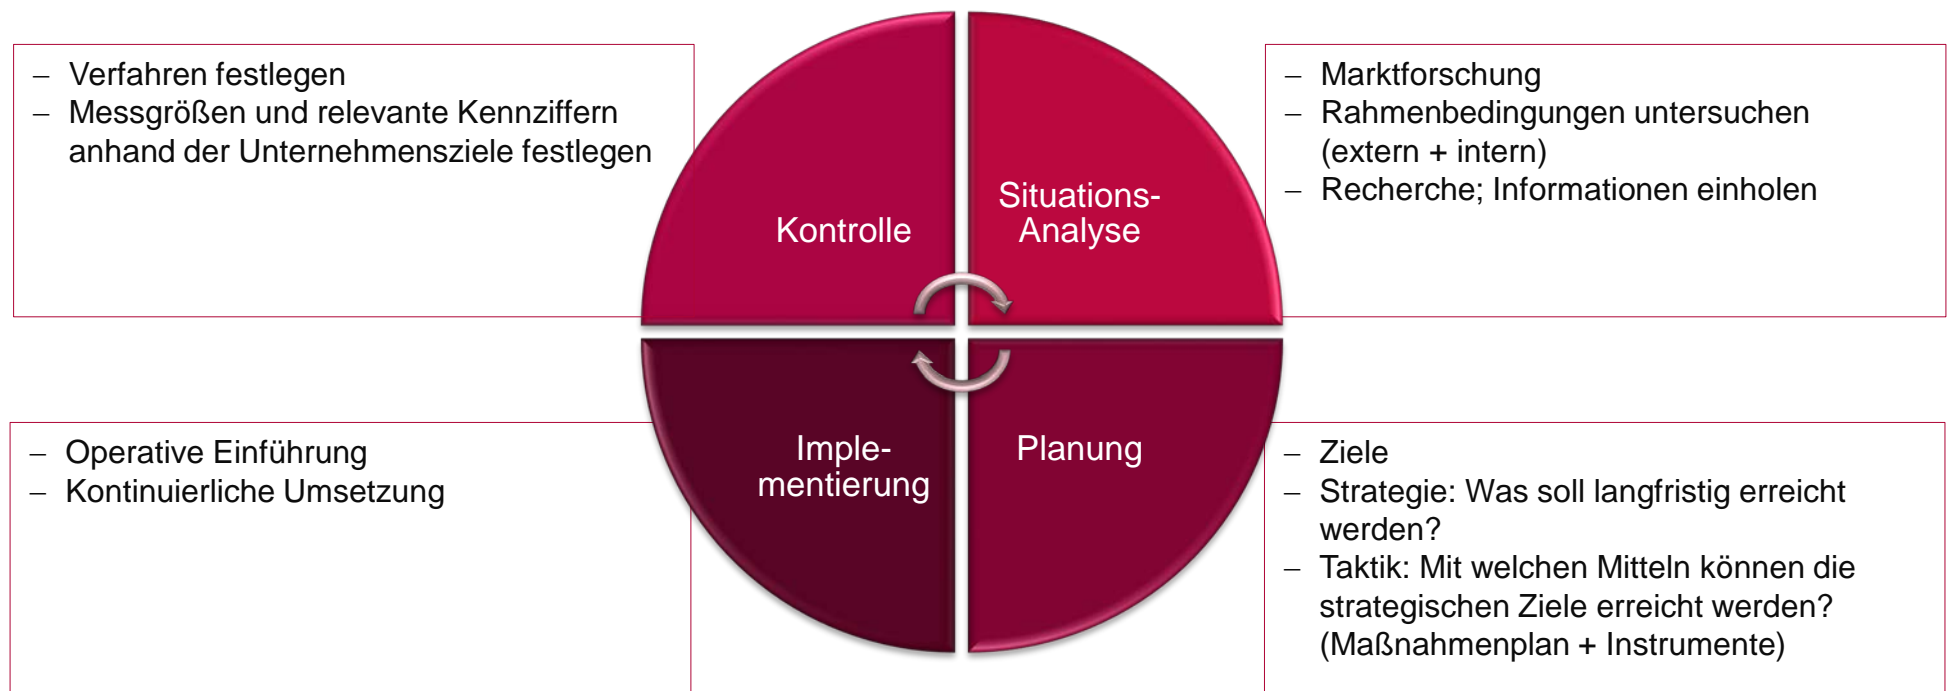 – Verfahren festlegen
– Messgrößen und relevante Kennziffern
anhand der Unternehmensziele festlegen
Kontrolle
Situations-
Analyse
– Marktforschung
– Rahmenbedingungen untersuchen
(extern + intern)
– Recherche; Informationen einholen
– Operative Einführung
– Kontinuierliche Umsetzung
Imple-
mentierung
Planung
– Ziele
– Strategie: Was soll langfristig erreicht
werden?
– Taktik: Mit welchen Mitteln können die
strategischen Ziele erreicht werden?
(Maßnahmenplan + Instrumente)